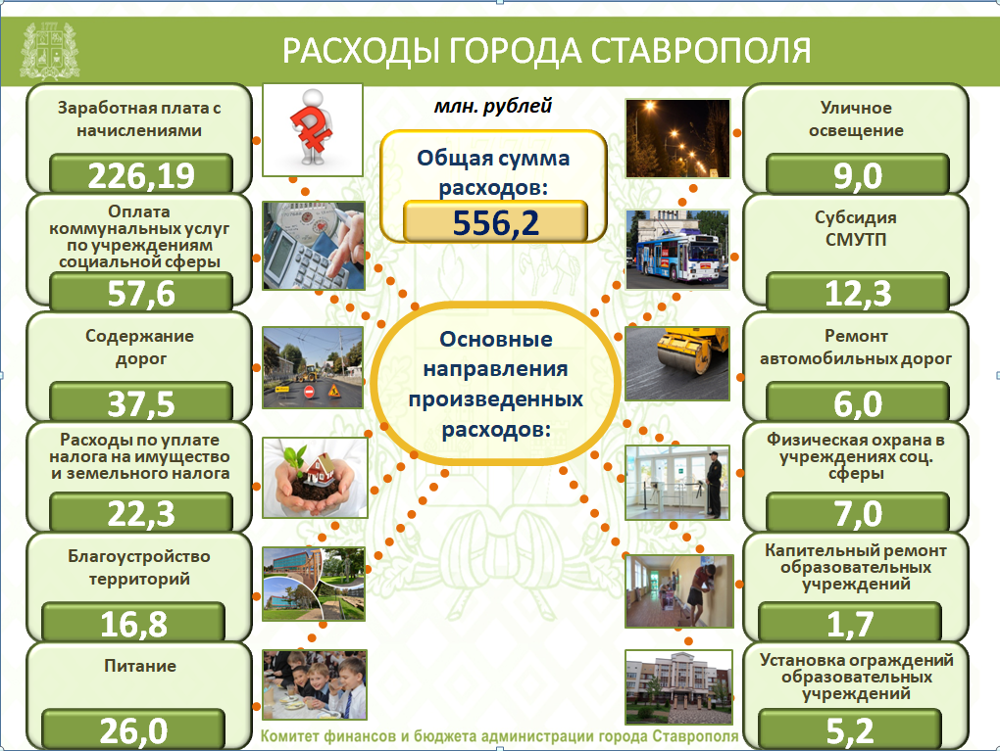 РАСХОДЫ ГОРОДА СТАВРОПОЛЯ
млн. рублей
Общая сумма
расходов:
556,2
Основные
направления
произведенных
расходов:
Заработная плата с
начислениями
226,19
Оплата
коммунальных услуг
по учреждениям
социальной сферы
57,6
Содержание
дорог
37,5
Расходы по уплате
налога на имущество
и земельного налога
22,3
Благоустройство
территорий
16,8
Питание
26,0
Уличное
освещение
9,0
Субсидия
СМУТП
12,3
Ремонт
автомобильных дорог
6,0
Физическая охрана в
учреждениях соц.
сферы
7,0
Капительный ремонт
образовательных
учреждений
1,7
Установка ограждений
образовательных
учреждений
5,2
Комитет финансов и бюджета администрации города Ставрополя